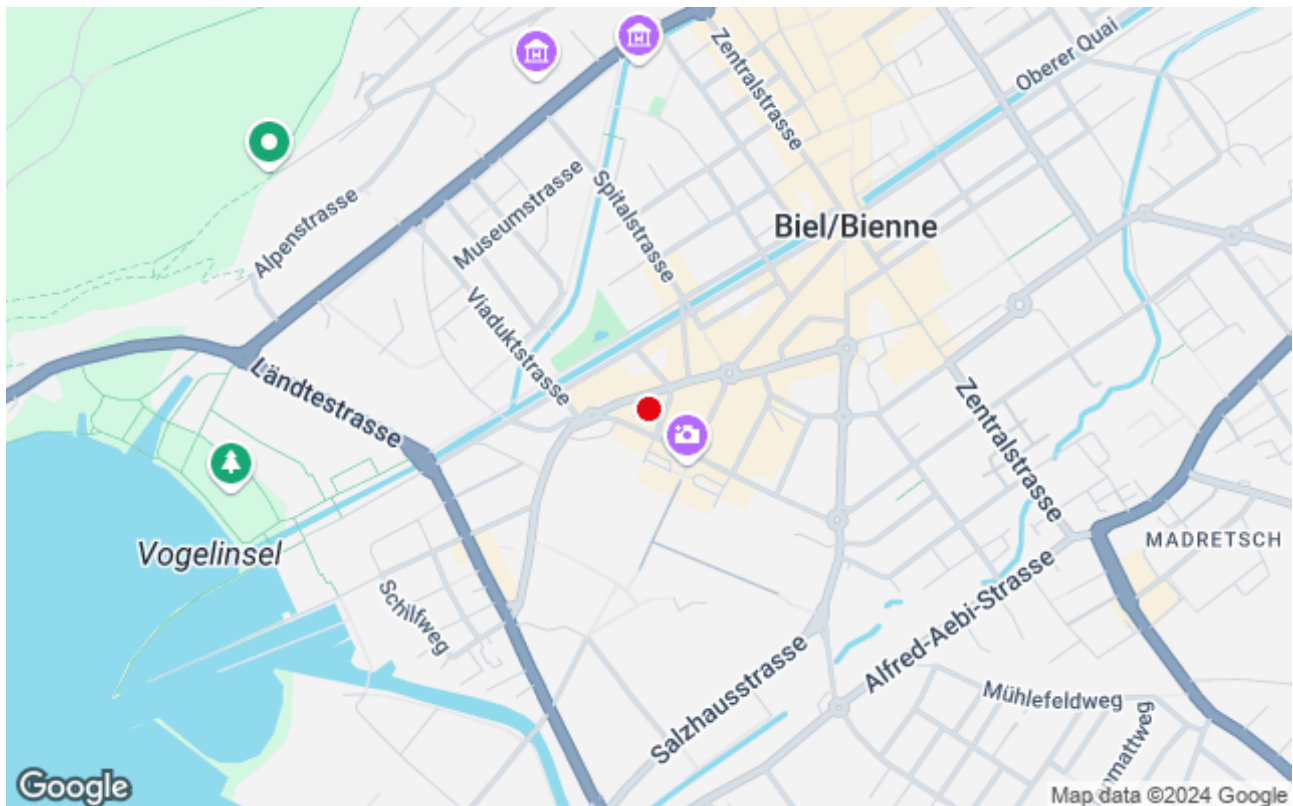 Zentralstrasse
Oberer Quai
Museumstrasse
Spitalstrasse
Alpenstrasse
Biel/Bienne
Viaduktstrasse
Ländtestrasse
Zentralstrasse
Vogelinsel
MADRETSCH
Schilfweg
Alfred-Aebi-Strasse
Salzhausstrasse
Mühlefeldweg
Google
Map data ©2024 Google